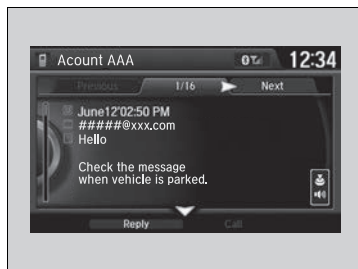 Acount AAA
12:34
Previous
1/16
Next
June12'02:50 PM
#####@xxx.com
Hello
Check the message
when vehicle is parked.
Reply
Call